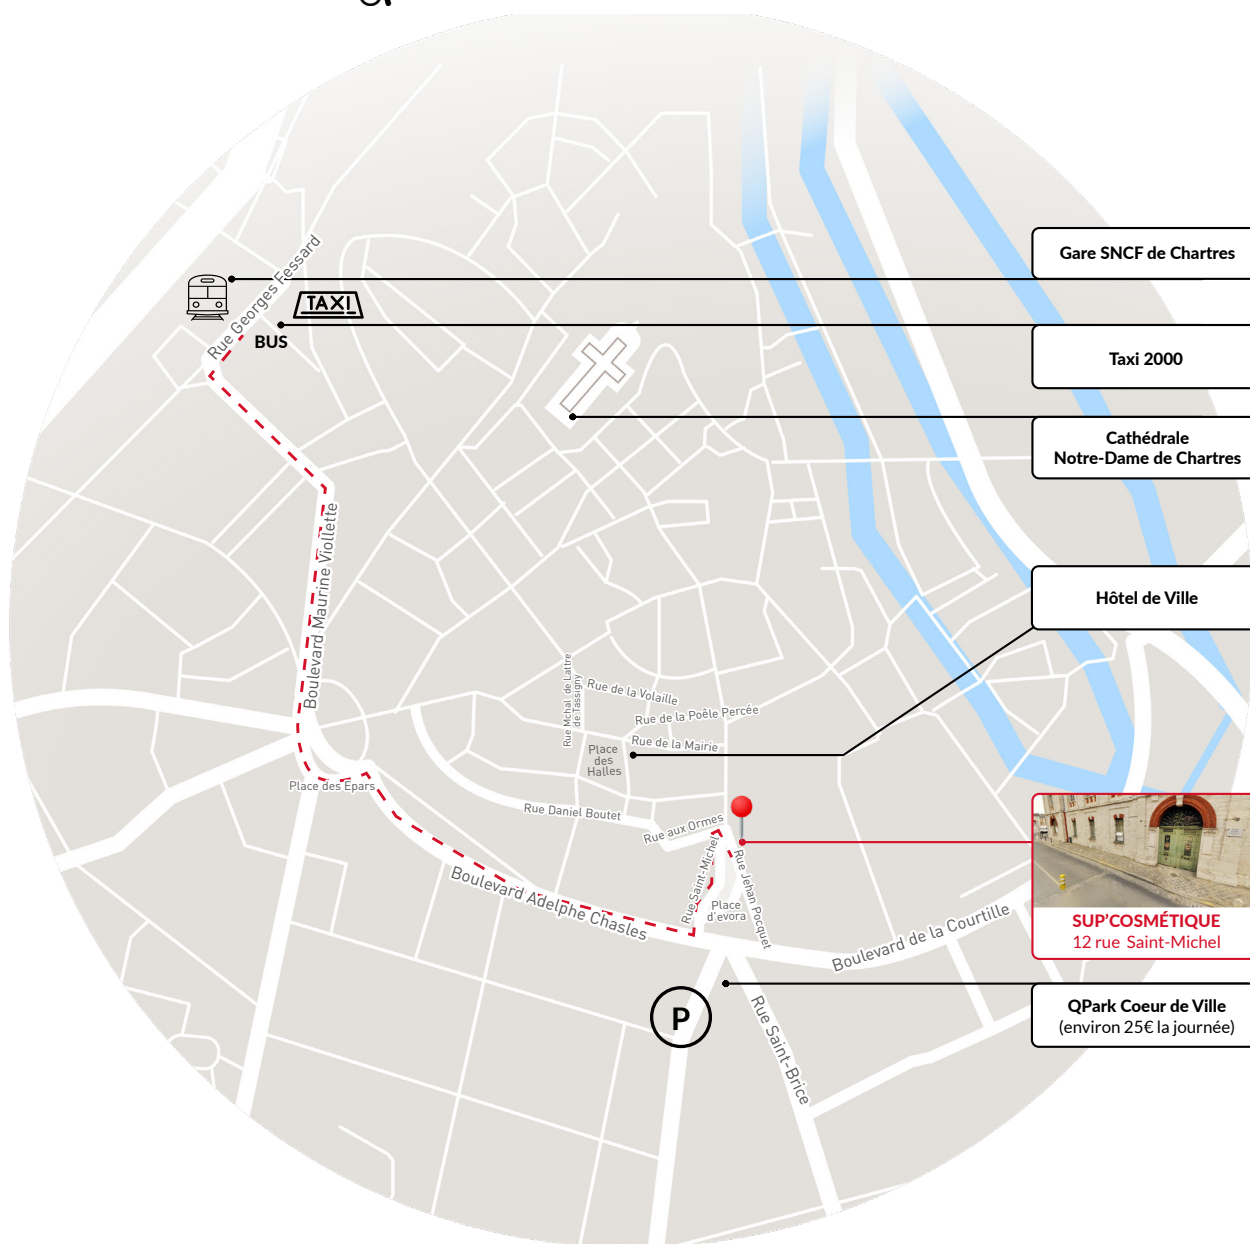 Gare SNCF de Chartres
Rue Georges Fessard
TAXI
BUS
Taxi 2000
Cathédrale
Notre-Dame de Chartres
Boulevard Maurine Viollette
Hôtel de Ville
Rue Mchal de Lattre
de Tassigny
Rue de la Volaille
Rue de la Poêle Percée
Rue de la Mairie
Place
des
Halles
Place des Epars
Rue Daniel Boutet
Rue aux Ormes
Rue Saint-Michel
Rue Jehan Pocquet
Place
d'evora
Boulevard Adelphe Chasles
Boulevard de la Courtille
SUP'COSMÉTIQUE
12 rue Saint-Michel
P
Rue Saint-Brice
QPark Coeur de Ville
(environ 25€ la journée)